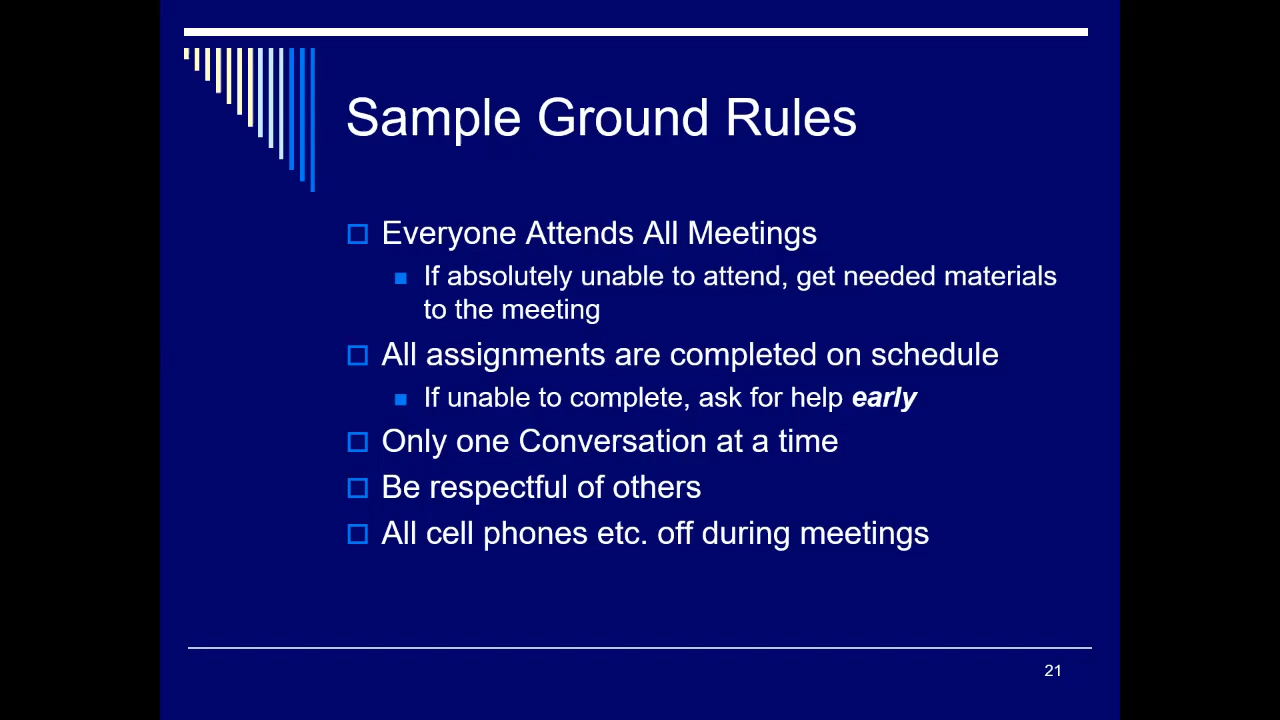 Sample Ground Rules
Everyone Attends All Meetings
If absolutely unable to attend, get needed materials
to the meeting
All assignments are completed on schedule
If unable to complete, ask for help early
Only one Conversation at a time
Be respectful of others
All cell phones etc. off during meetings
21